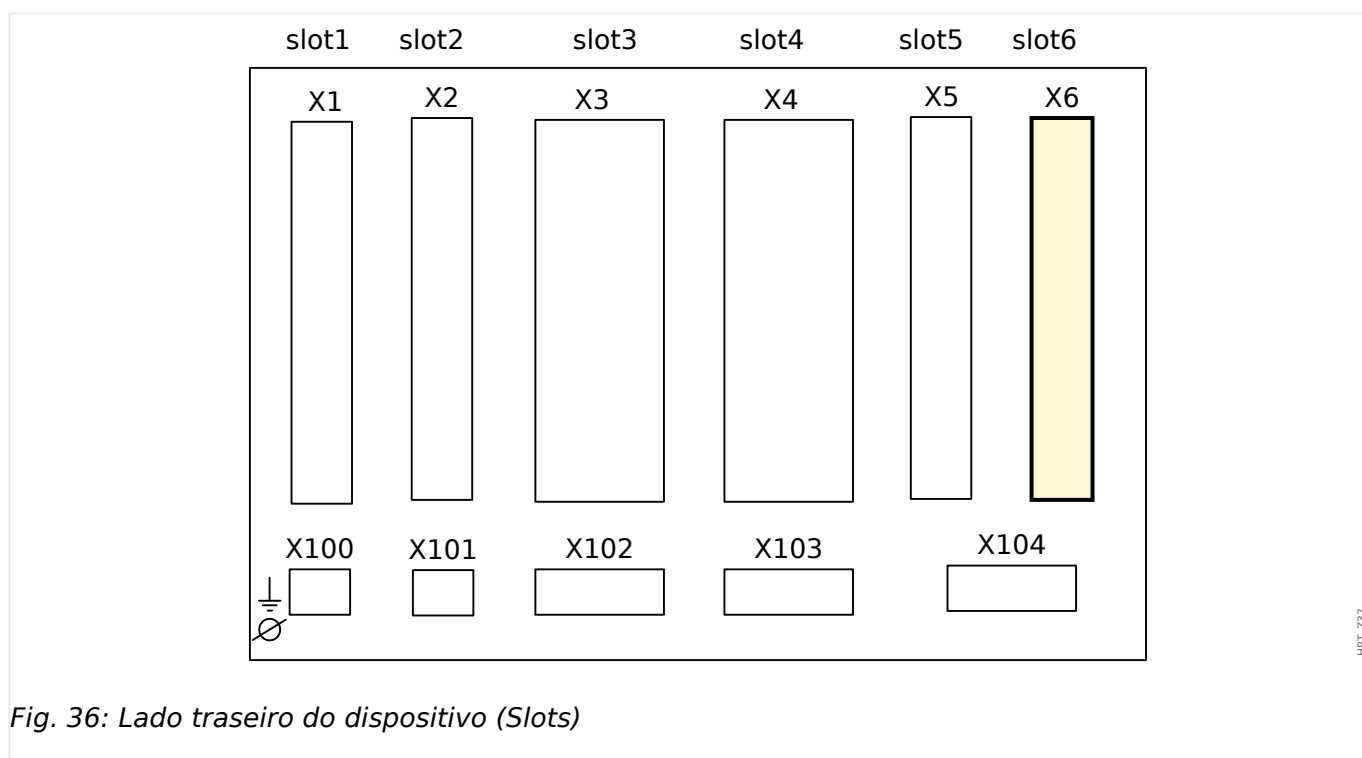 slot1 slot2 slot3 slot4 slot5 slot6
X1 X2 X3 X4 X5 X6
X100 X101 X102 X103 X104
Fig. 36: Lado traseiro do dispositivo (Slots)